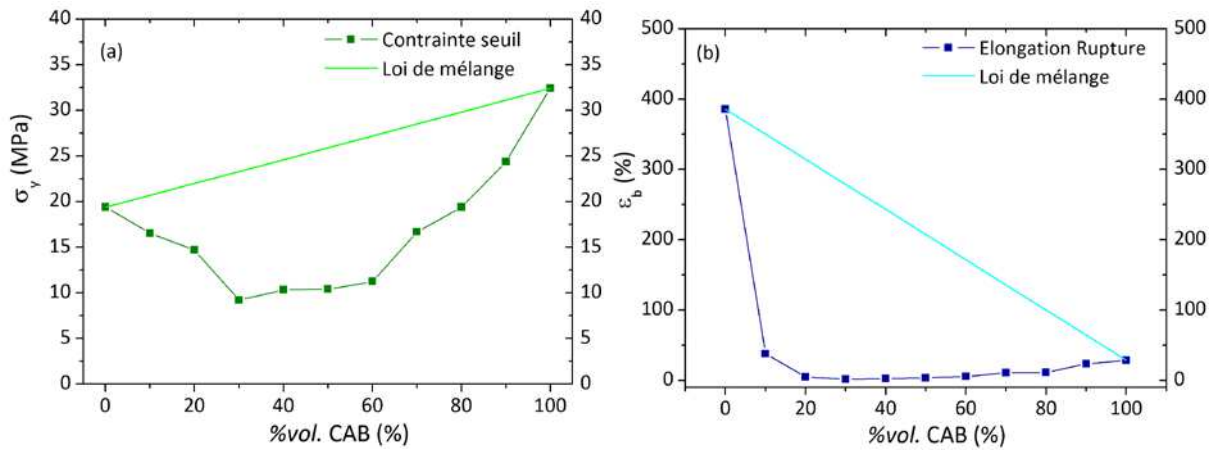 (a)
Contrainte seuil
Loi de mélange
σy (MPa)
40
35
30
25
20
15
10
5
0
40
35
30
25
20
15
10
5
0
0 20 40 60 80 100
%vol. CAB (%)
(b)
Elongation Rupture
Loi de mélange
εb (%)
500
400
300
200
100
0
500
400
300
200
100
0
0 20 40 60 80 100
%vol. CAB (%)